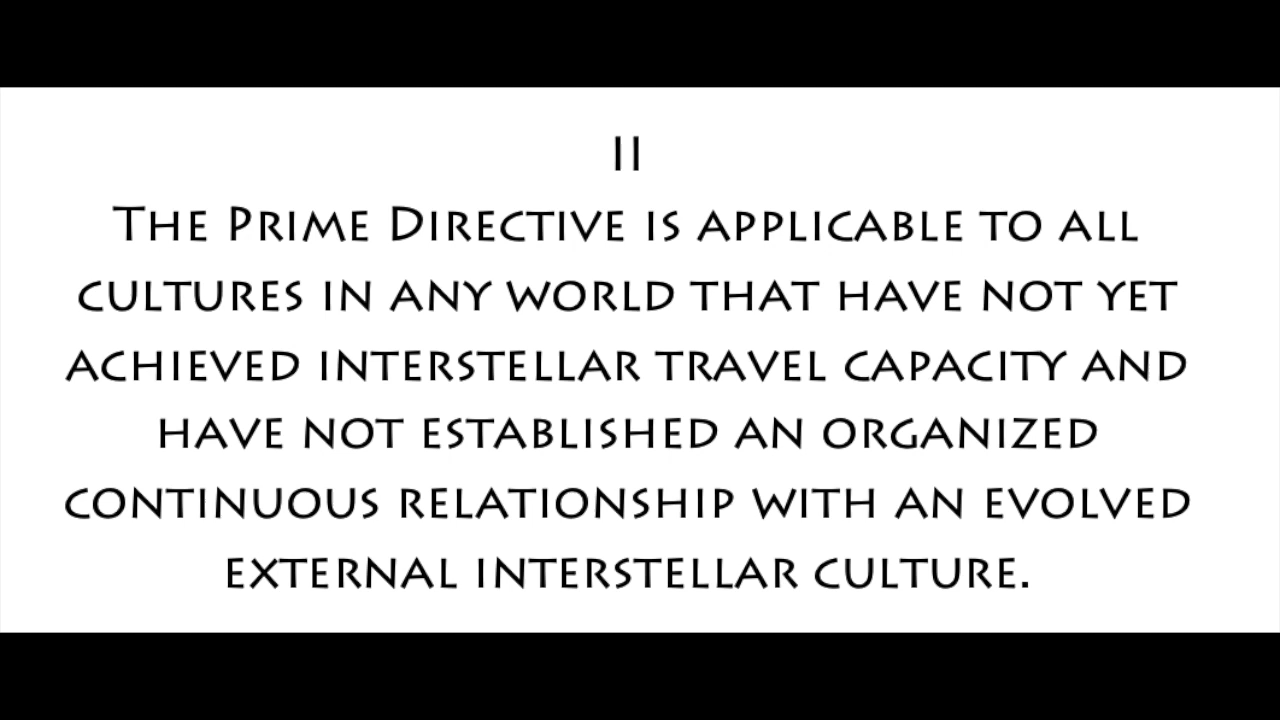 II
The Prime Directive is applicable to all
cultures in any world that have not yet
achieved interstellar travel capacity and
have not established an organized
continuous relationship with an evolved
external interstellar culture.